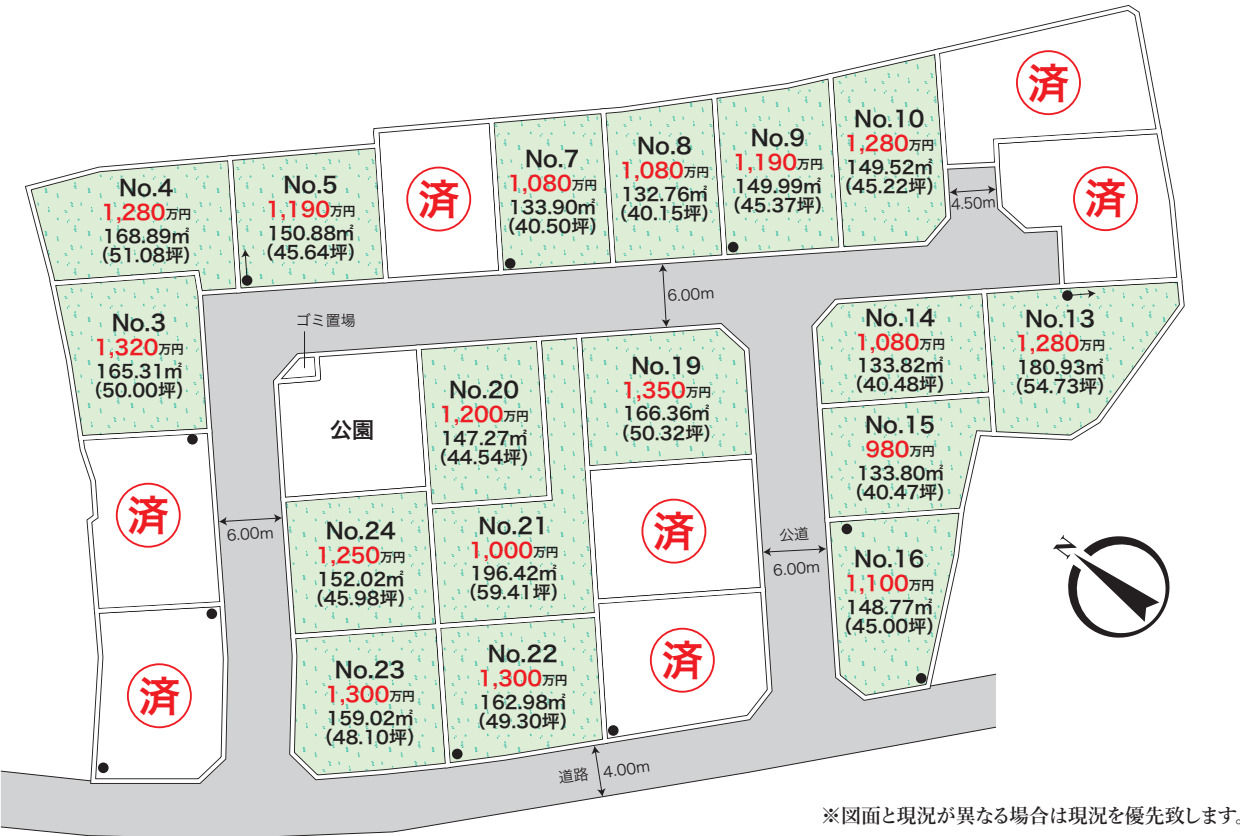 済
No.10
1,280万円
149.52㎡
(45.22坪)
No.9
1,190万円
149.99㎡
(45.37坪)
No.8
1,080万円
132.76㎡
(40.15坪)
No.7
1,080万円
133.90㎡
(40.50坪)
済
済
No.5
1,190万円
150.88㎡
(45.64坪)
No.4
1,280万円
168.89㎡
(51.08坪)
4.50m
6.00m
No.3
1,320万円
165.31㎡
(50.00坪)
ゴミ置場
公園
No.20
1,200万円
147.27㎡
(44.54坪)
No.19
1,350万円
166.36㎡
(50.32坪)
No.14
1,080万円
133.82㎡
(40.48坪)
No.13
1,280万円
180.93㎡
(54.73坪)
No.15
980万円
133.80㎡
(40.47坪)
済
6.00m
No.24
1,250万円
152.02㎡
(45.98坪)
No.21
1,000万円
196.42㎡
(59.41坪)
済
公道
6.00m
No.16
1,100万円
148.77㎡
(45.00坪)
N
済
No.23
1,300万円
159.02㎡
(48.10坪)
No.22
1,300万円
162.98㎡
(49.30坪)
済
道路
4.00m
※図面と現況が異なる場合は現況を優先致します。